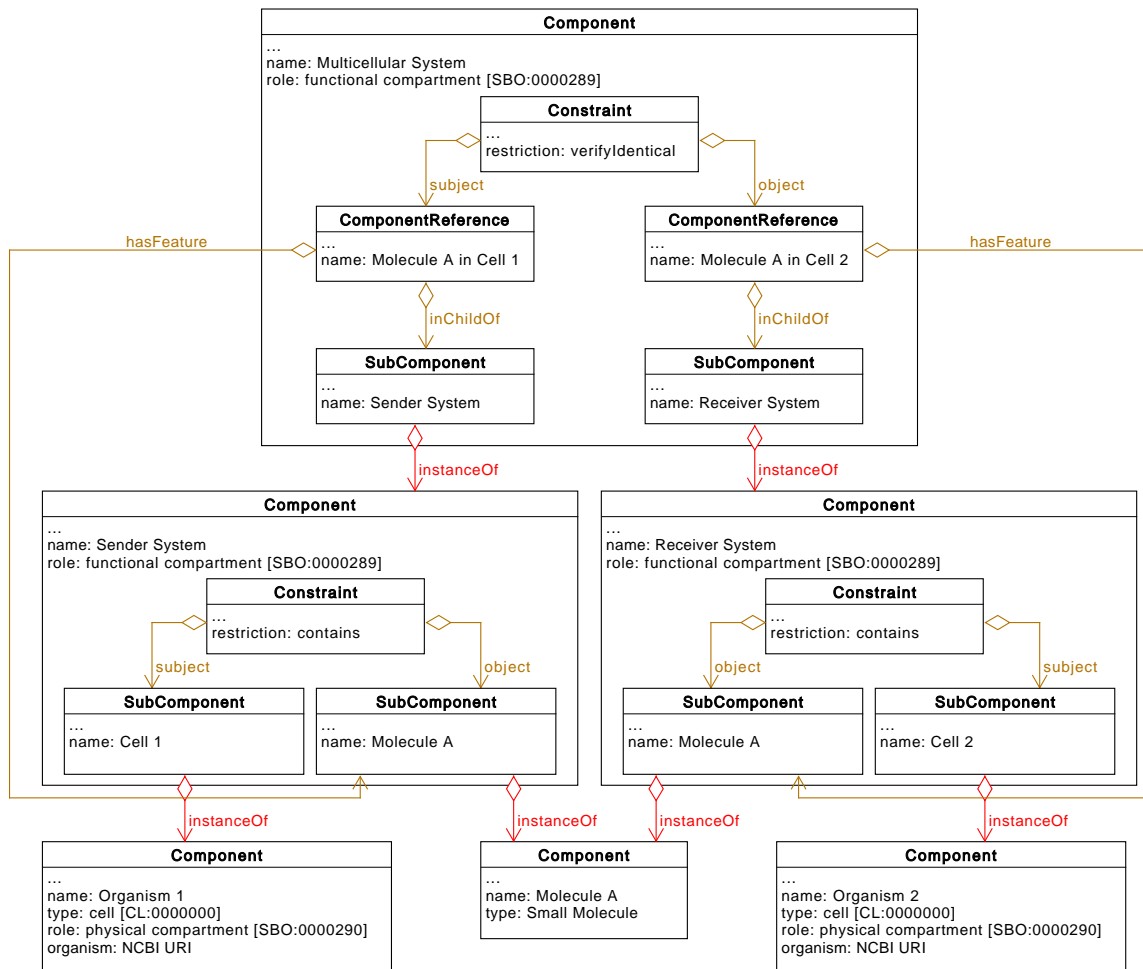 Component
...
name: Multicellular System
role: functional compartment [SBO:0000289]
Constraint
...
restriction: verifyIdentical
subject
object
ComponentReference
...
name: Molecule A in Cell 1
ComponentReference
...
name: Molecule A in Cell 2
hasFeature
hasFeature
inChildOf
inChildOf
SubComponent
...
name: Sender System
SubComponent
...
name: Receiver System
instanceOf
instanceOf
Component
...
name: Sender System
role: functional compartment [SBO:0000289]
Constraint
...
restriction: contains
subject
object
SubComponent
...
name: Cell 1
SubComponent
...
name: Molecule A
Component
...
name: Receiver System
role: functional compartment [SBO:0000289]
Constraint
...
restriction: contains
object
subject
SubComponent
...
name: Molecule A
SubComponent
...
name: Cell 2
instanceOf
instanceOf
instanceOf
instanceOf
Component
...
name: Organism 1
type: cell [CL:0000000]
role: physical compartment [SBO:0000290]
organism: NCBI URI
Component
...
name: Molecule A
type: Small Molecule
Component
...
name: Organism 2
type: cell [CL:0000000]
role: physical compartment [SBO:0000290]
organism: NCBI URI